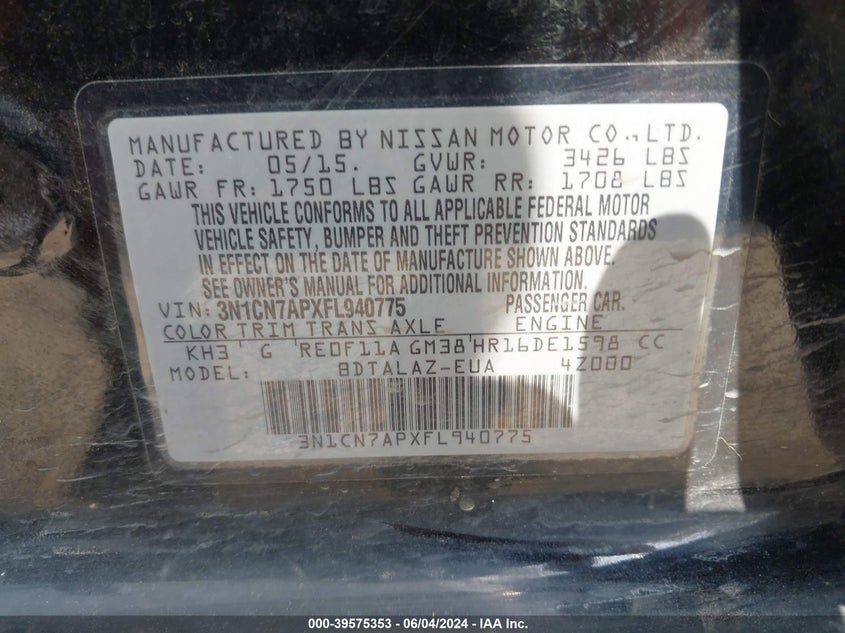 MANUFACTURED BY NISSAN MOTOR CO.,LTD.
DATE: 05/15. GVWR: 3426 LBS
GAWR FR: 1750 LBS GAWR RR: 1708 LBS
THIS VEHICLE CONFORMS TO ALL APPLICABLE FEDERAL MOTOR
VEHICLE SAFETY, BUMPER AND THEFT PREVENTION STANDARDS
IN EFFECT ON THE DATE OF MANUFACTURE SHOWN ABOVE.
SEE OWNER'S MANUAL FOR ADDITIONAL INFORMATION
VIN: 3N1CN7APXFL940775 PASSENGER CAR.
COLOR TRIM TRANS AXLE ENGINE
KH3 G RE0F11A GM38 HR16DE1598 CC
MODEL: BDTALAZ-EUA 4Z000
3N1CN7APXFL940775
000-39575353 - 06/04/2024 - IAA Inc.